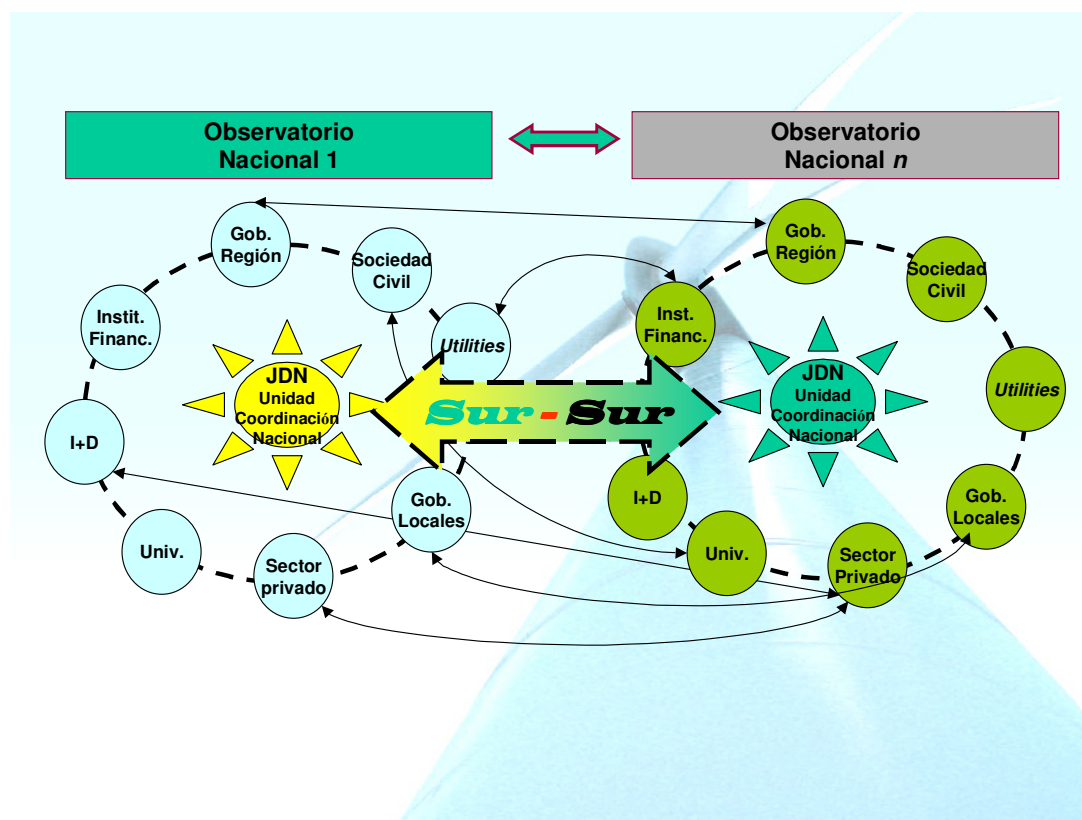 Observatorio
Nacional 1
Observatorio
Nacional n
Gob.
Región
Sociedad
Civil
Instit.
Financ.
Utilities
JDN
Unidad
Coordinación
Nacional
I+D
Gob.
Locales
Univ.
Sector
privado
Sur - Sur
Gob.
Región
Sociedad
Civil
Inst.
Financ.
JDN
Unidad
Coordinación
Nacional
Utilities
I+D
Gob.
Locales
Univ.
Sector
Privado